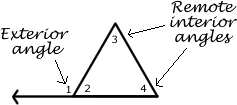 Exterior
angle
Remote
interior
angles
3
1
2
4